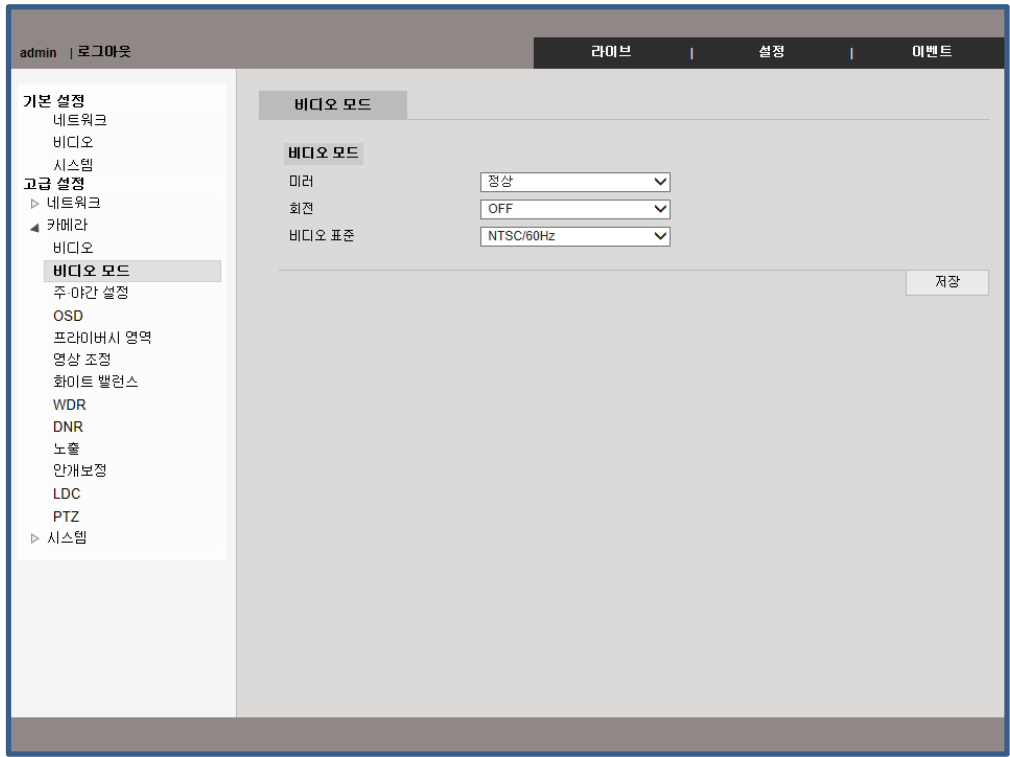 admin | 로그아웃
라이브 | 설정 | 이벤트
기본 설정
네트워크
비디오
시스템
고급 설정
네트워크
카메라
비디오
비디오 모드
주·야간 설정
OSD
프라이버시 영역
영상 조정
화이트 밸런스
WDR
DNR
노출
안개보정
LDC
PTZ
시스템
비디오 모드
비디오 모드
미러 정상
회전 OFF
비디오 표준 NTSC/60Hz
저장